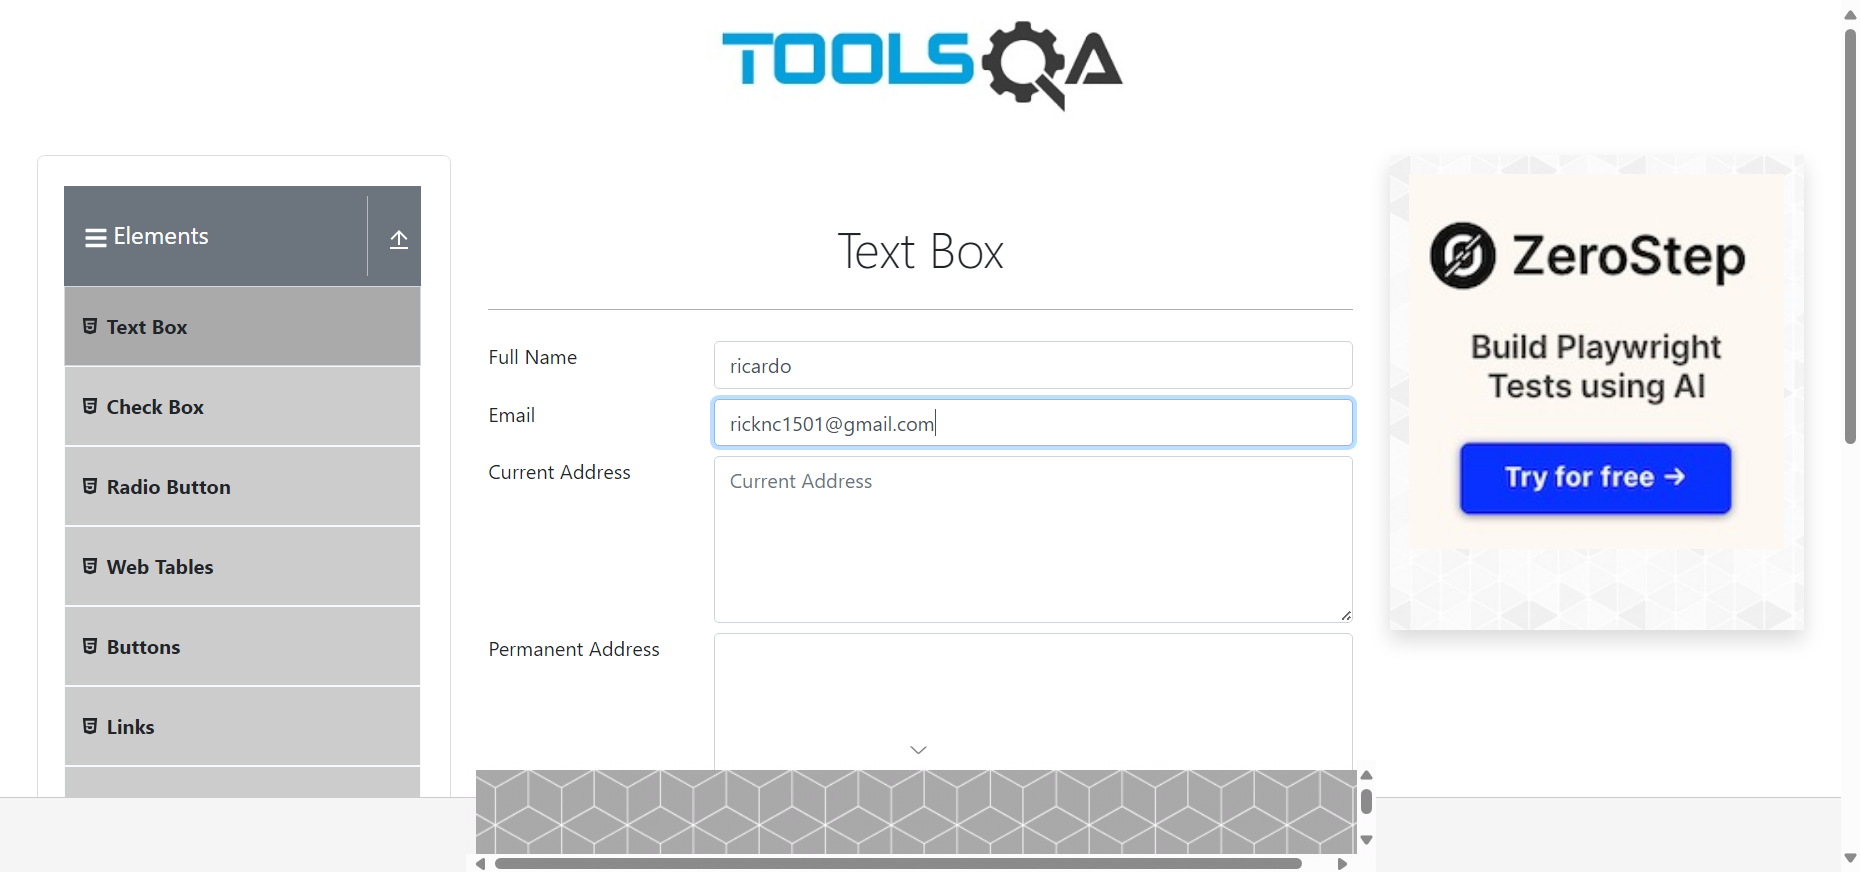 TOOLSQA
Elements
Text Box
Check Box
Radio Button
Web Tables
Buttons
Links
Text Box
Full Name
ricardo
Email
ricknc1501@gmail.com
Current Address
Current Address
Permanent Address
ZeroStep
Build Playwright
Tests using AI
Try for free →